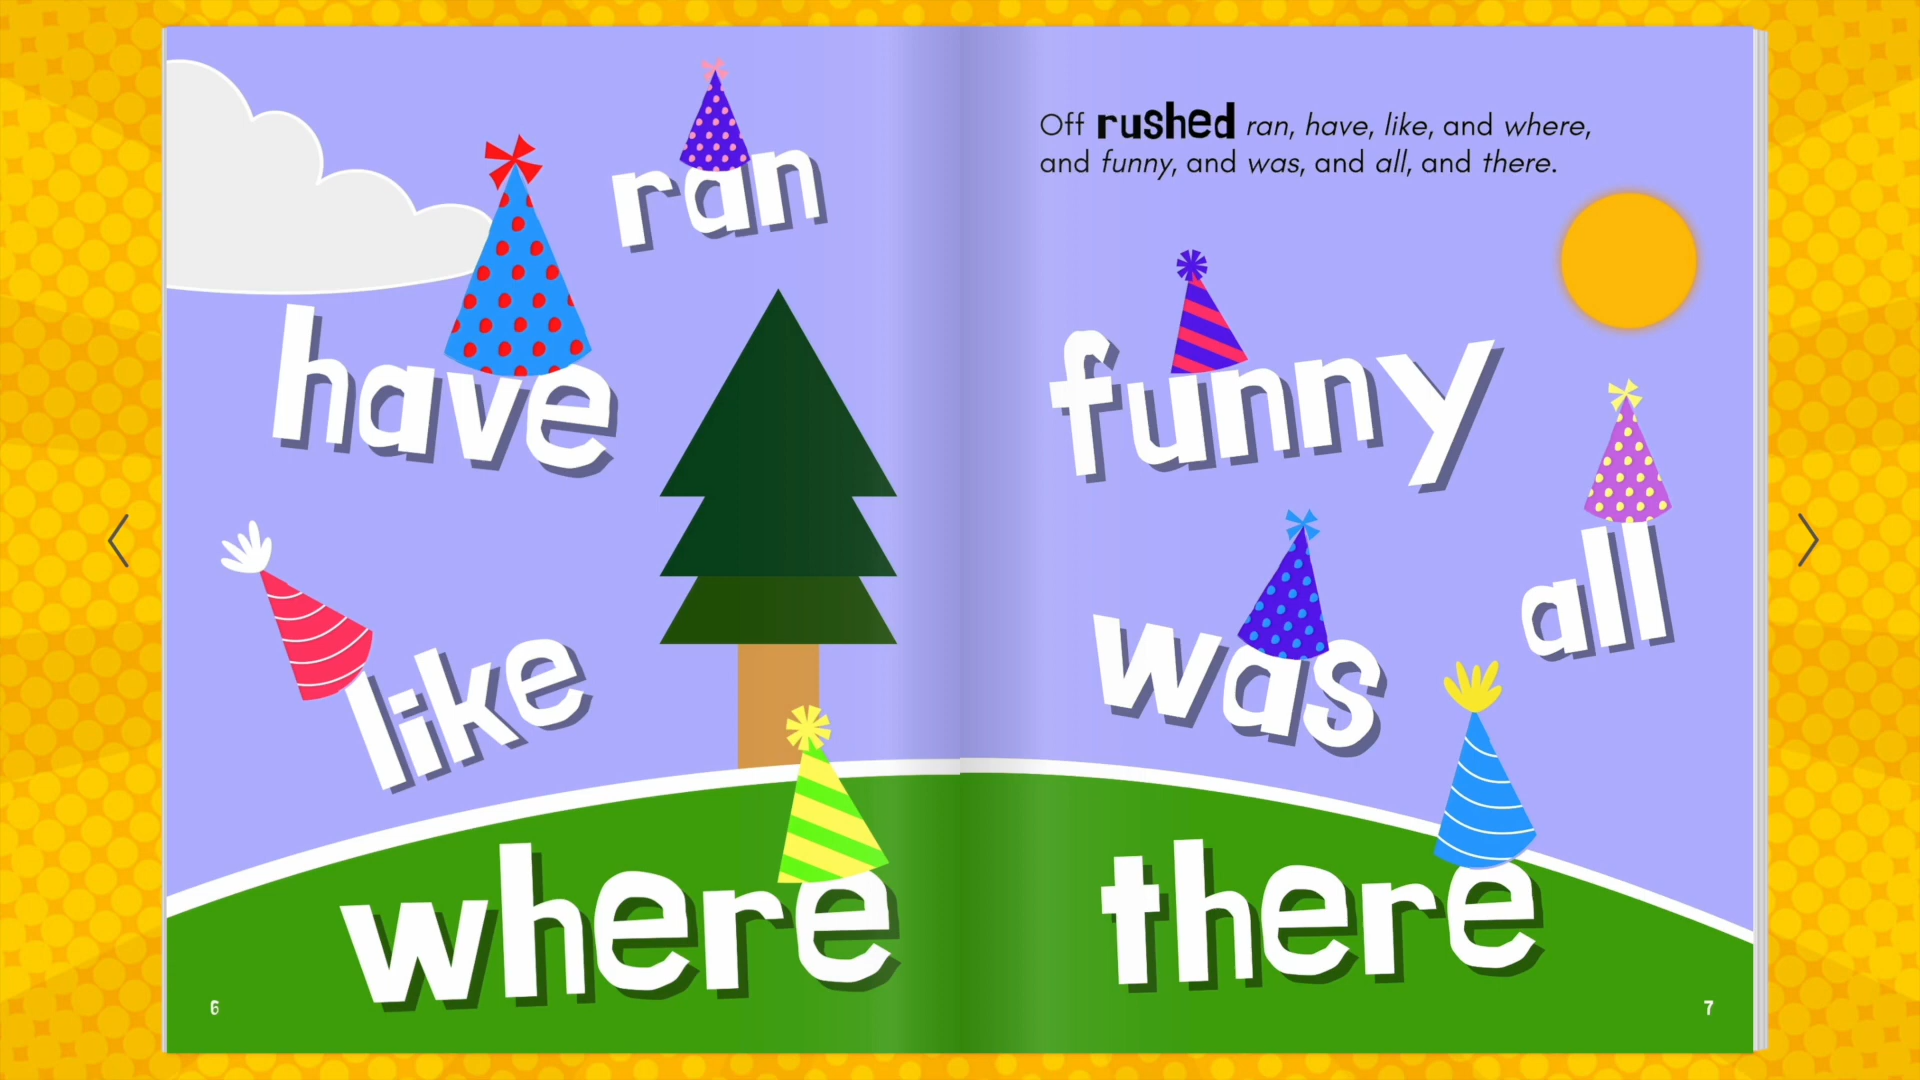 ran
have
like
where
6
Off rushed ran, have, like, and where,
and funny, and was, and all, and there.
funny
all
was
there
7